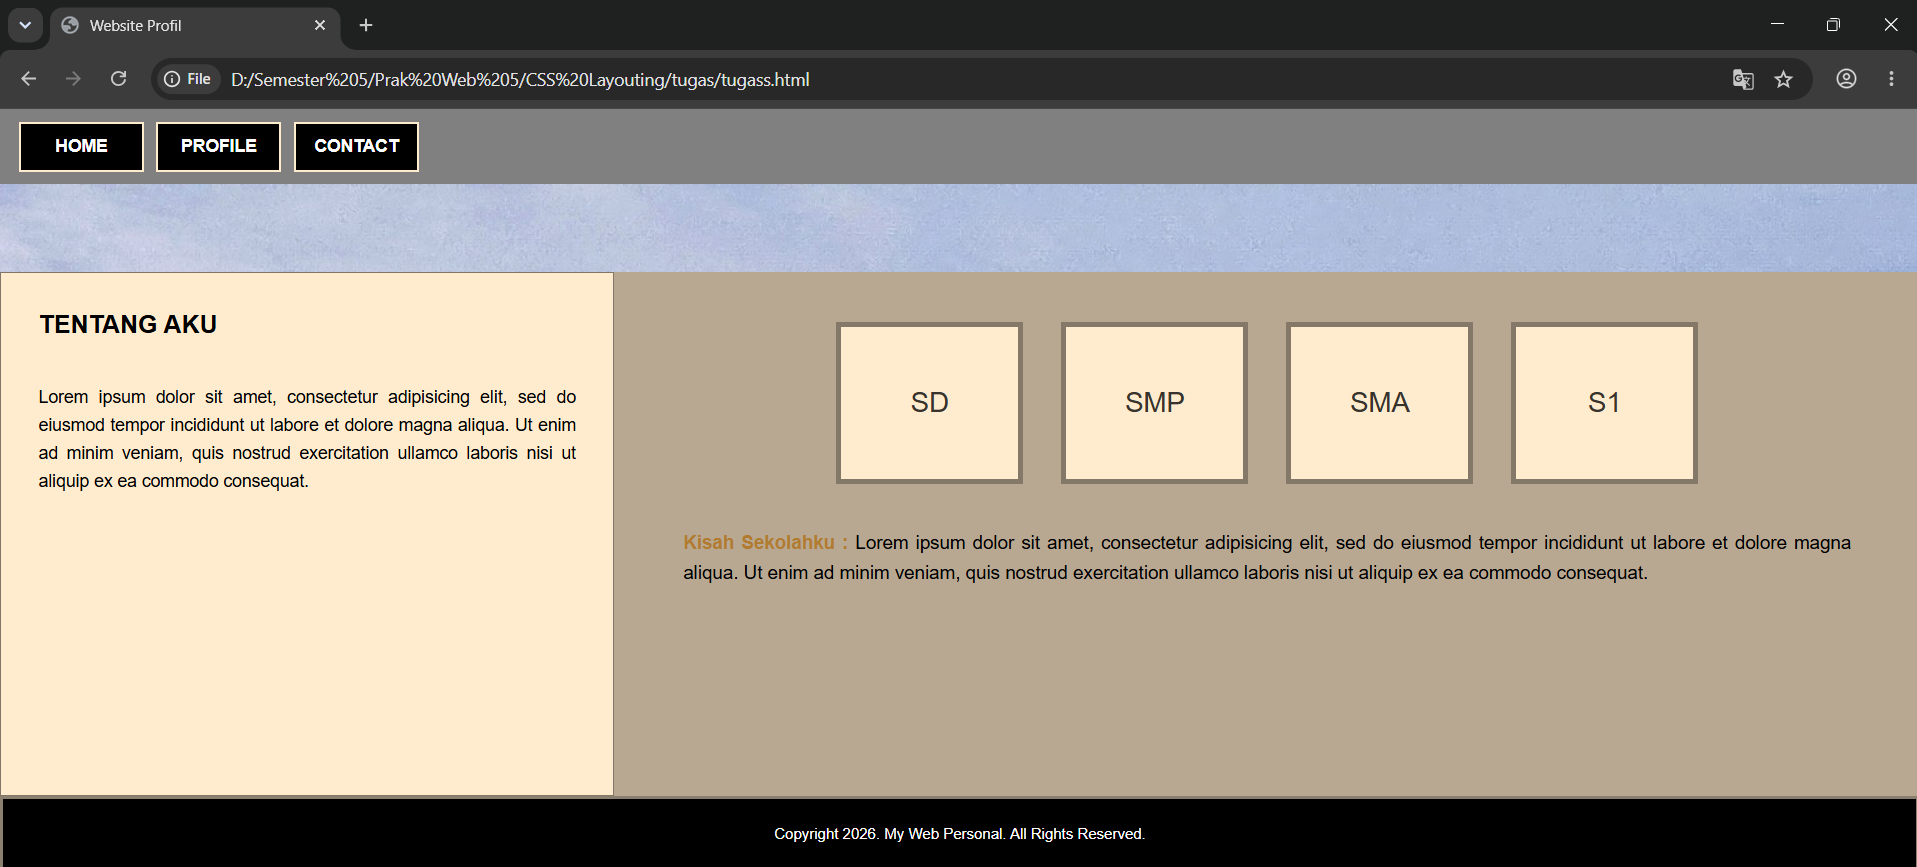 Website Profil
File
D:/Semester%205/Prak%20Web%205/CSS%20Layouting/tugas/tugass.html
HOME PROFILE CONTACT
TENTANG AKU
Lorem ipsum dolor sit amet, consectetur adipisicing elit, sed do
eiusmod tempor incididunt ut labore et dolore magna aliqua. Ut enim
ad minim veniam, quis nostrud exercitation ullamco laboris nisi ut
aliquip ex ea commodo consequat.
SD SMP SMA S1
Kisah Sekolahku : Lorem ipsum dolor sit amet, consectetur adipisicing elit, sed do eiusmod tempor incididunt ut labore et dolore magna
aliqua. Ut enim ad minim veniam, quis nostrud exercitation ullamco laboris nisi ut aliquip ex ea commodo consequat.
Copyright 2026. My Web Personal. All Rights Reserved.